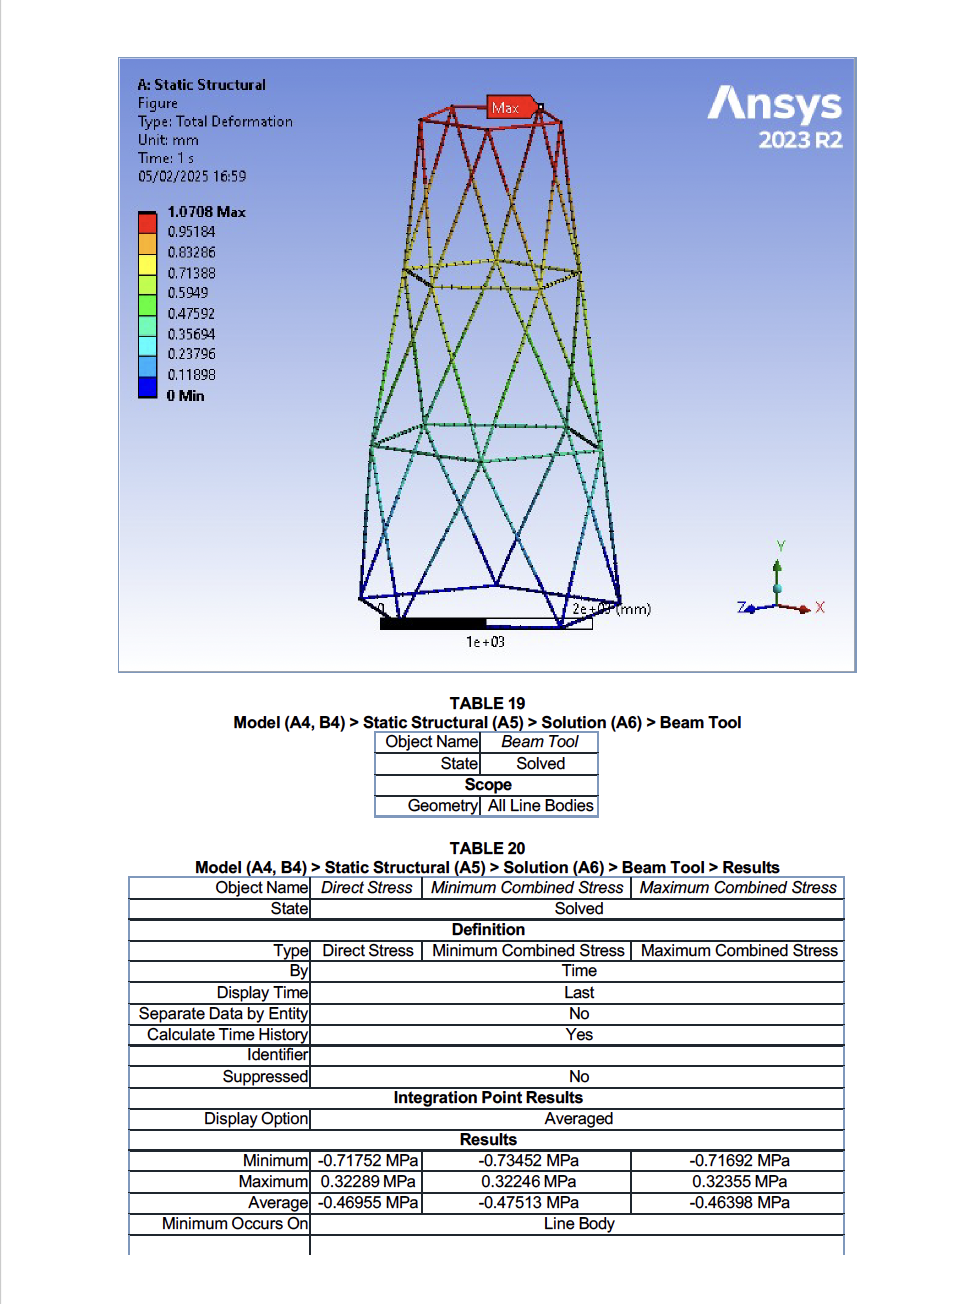 A: Static Structural
Figure
Type: Total Deformation
Unit: mm
Time: 1 s
05/02/2025 16:59
1.0708 Max
0.95184
0.83286
0.71388
0.5949
0.47592
0.35694
0.23796
0.11898
0 Min
Max
Ansys
2023 R2
0
2e+03 (mm)
1e+03
Y
Z
X
TABLE 19
Model (A4, B4) > Static Structural (A5) > Solution (A6) > Beam Tool
Object Name Beam Tool
State Solved
Scope
Geometry All Line Bodies
TABLE 20
Model (A4, B4) > Static Structural (A5) > Solution (A6) > Beam Tool > Results
Object Name Direct Stress Minimum Combined Stress Maximum Combined Stress
State Solved
Definition
Type Direct Stress Minimum Combined Stress Maximum Combined Stress
By Time
Display Time Last
Separate Data by Entity No
Calculate Time History Yes
Identifier
Suppressed No
Integration Point Results
Display Option Averaged
Results
Minimum -0.71752 MPa -0.73452 MPa -0.71692 MPa
Maximum 0.32289 MPa 0.32246 MPa 0.32355 MPa
Average -0.46955 MPa -0.47513 MPa -0.46398 MPa
Minimum Occurs On Line Body